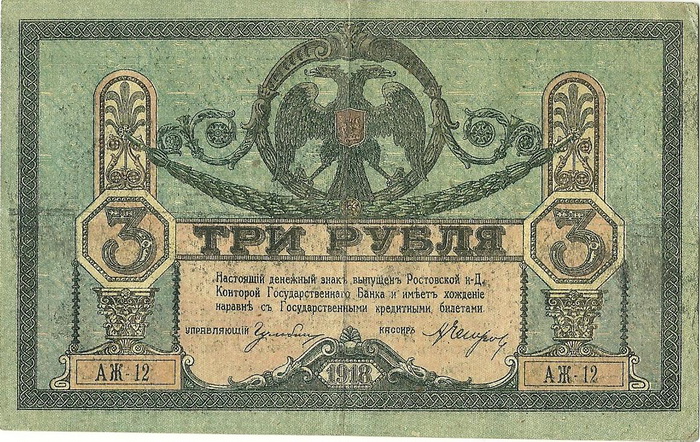 3 ТРИ РУБЛЯ 3
Настоящій денежный знакъ, выпущенъ Ростовской н-Д.
Конторой Государственнаго Банка и имѣетъ хожденіе
наравнѣ съ Государственными кредитными, билетами
УПРАВЛЯЮЩІЙ КАССИРЪ
АЖ-12 1918 АЖ-12